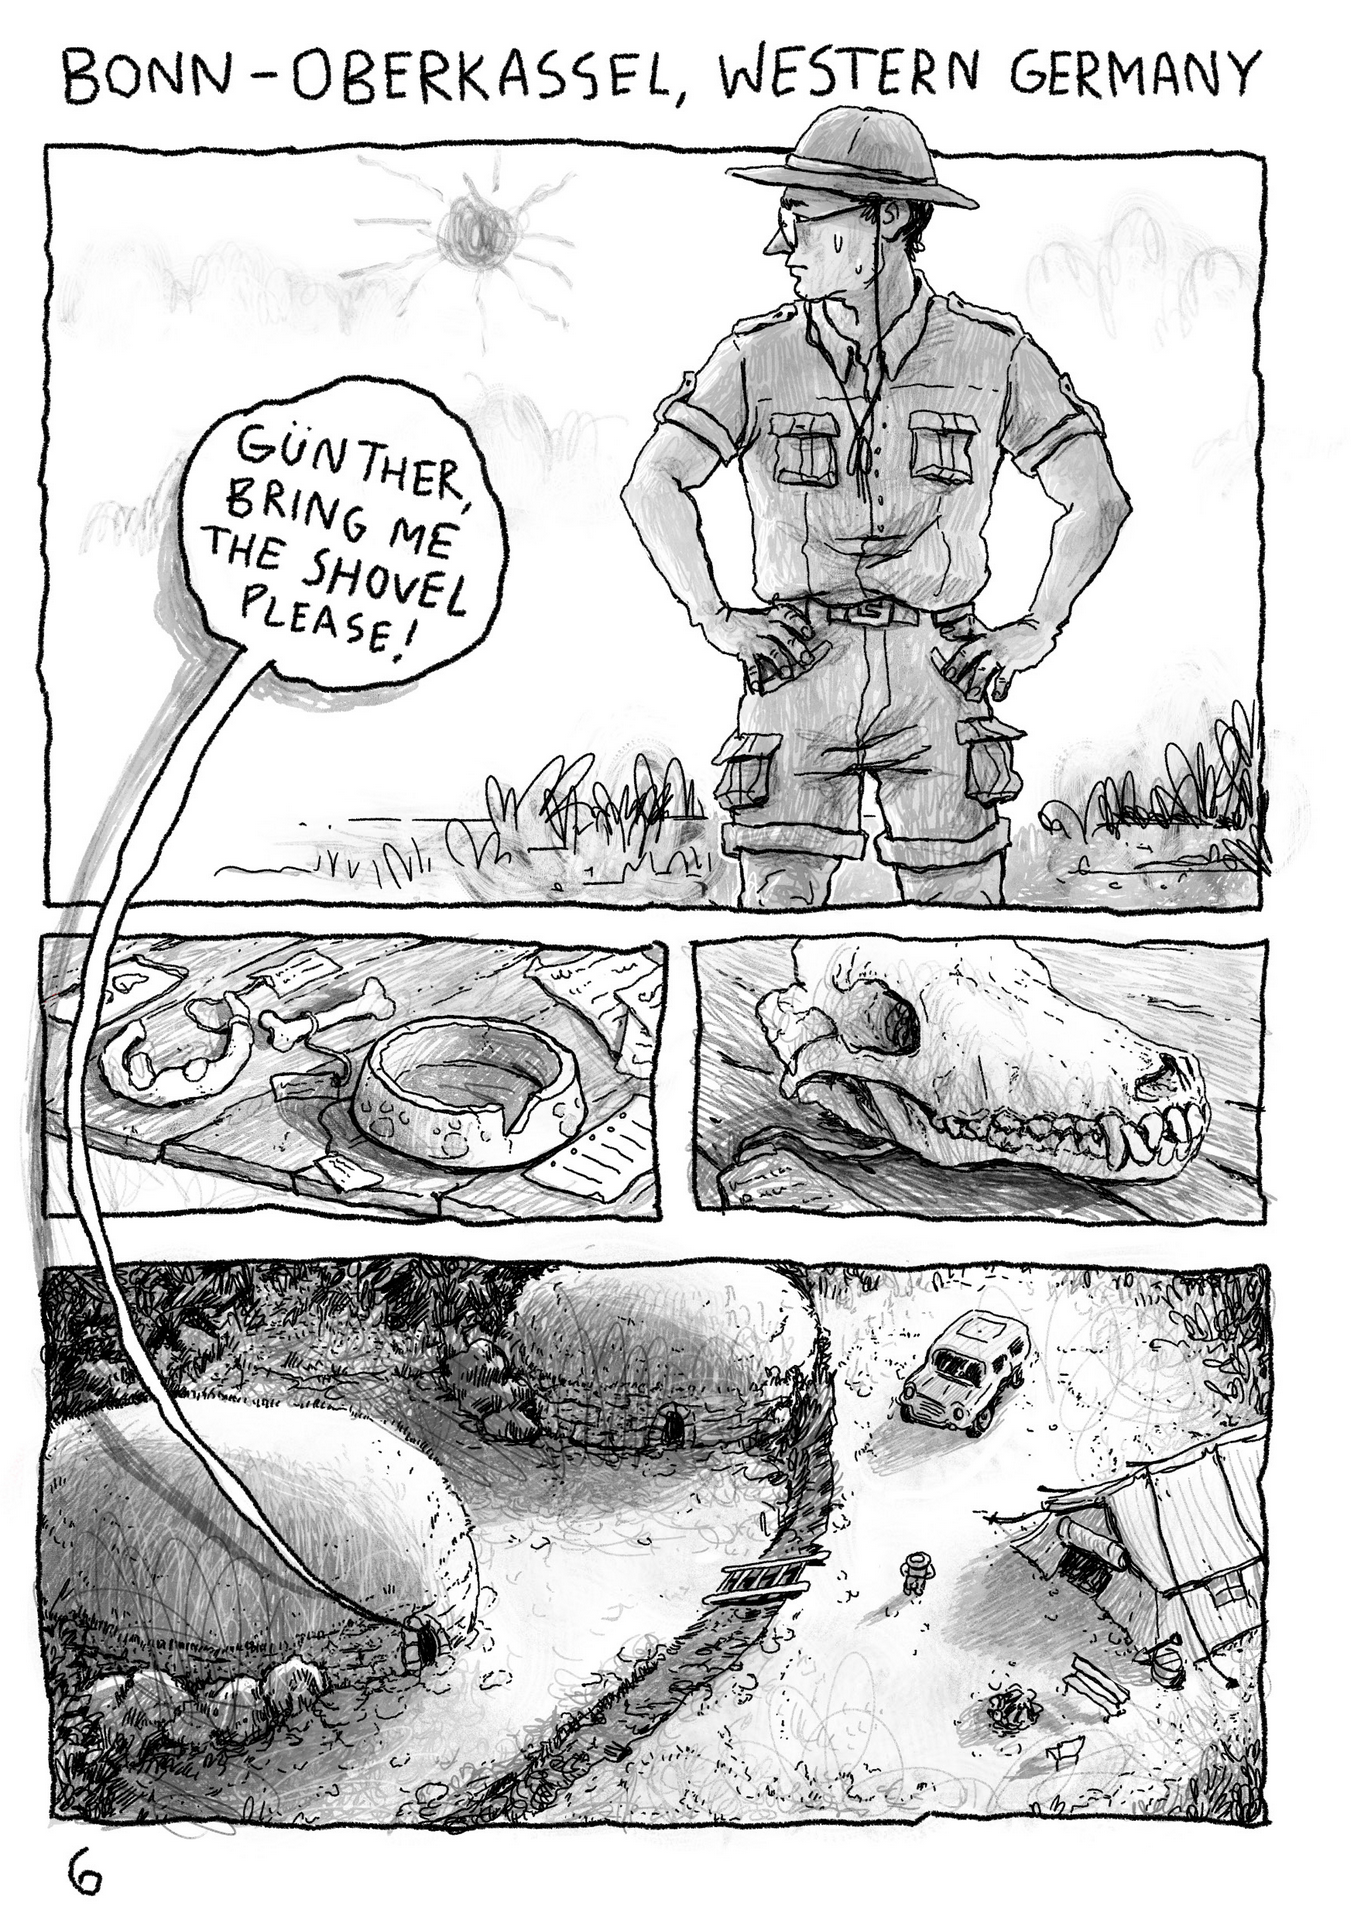 BONN-OBERKASSEL, WESTERN GERMANY
GÜNTHER,
BRING ME
THE SHOVEL
PLEASE!
6